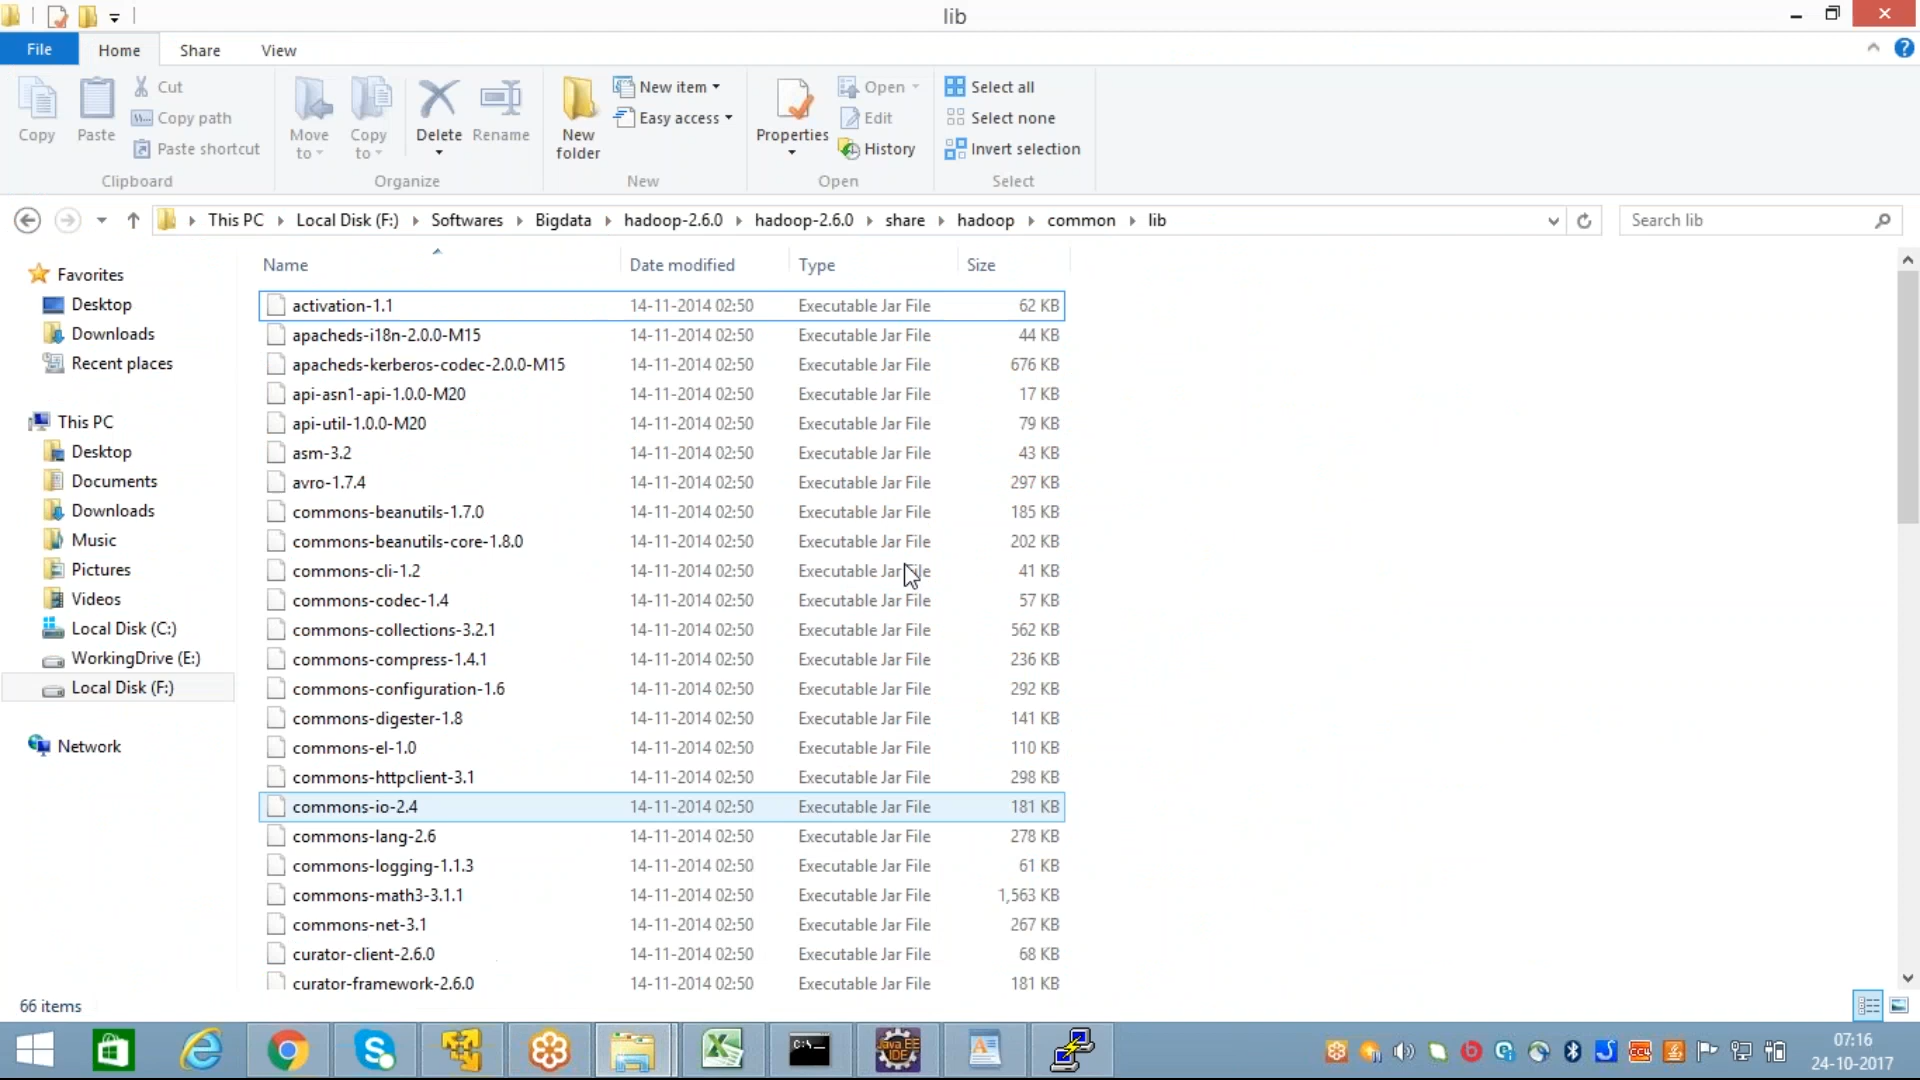 lib
File Home Share View
Copy
Paste
Cut
Copy path
Paste shortcut
Clipboard
Move to
Copy to
Delete
Rename
Organize
New folder
New item
Easy access
New
Properties
Open
Edit
History
Open
Select all
Select none
Invert selection
Select
This PC Local Disk (F:) Softwares Bigdata hadoop-2.6.0 hadoop-2.6.0 share hadoop common lib
Search lib
Favorites
Desktop
Downloads
Recent places
This PC
Desktop
Documents
Downloads
Music
Pictures
Videos
Local Disk (C:)
WorkingDrive (E:)
Local Disk (F:)
Network
Name Date modified Type Size
activation-1.1 14-11-2014 02:50 Executable Jar File 62 KB
apacheds-i18n-2.0.0-M15 14-11-2014 02:50 Executable Jar File 44 KB
apacheds-kerberos-codec-2.0.0-M15 14-11-2014 02:50 Executable Jar File 676 KB
api-asn1-api-1.0.0-M20 14-11-2014 02:50 Executable Jar File 17 KB
api-util-1.0.0-M20 14-11-2014 02:50 Executable Jar File 79 KB
asm-3.2 14-11-2014 02:50 Executable Jar File 43 KB
avro-1.7.4 14-11-2014 02:50 Executable Jar File 297 KB
commons-beanutils-1.7.0 14-11-2014 02:50 Executable Jar File 185 KB
commons-beanutils-core-1.8.0 14-11-2014 02:50 Executable Jar File 202 KB
commons-cli-1.2 14-11-2014 02:50 Executable Jar File 41 KB
commons-codec-1.4 14-11-2014 02:50 Executable Jar File 57 KB
commons-collections-3.2.1 14-11-2014 02:50 Executable Jar File 562 KB
commons-compress-1.4.1 14-11-2014 02:50 Executable Jar File 236 KB
commons-configuration-1.6 14-11-2014 02:50 Executable Jar File 292 KB
commons-digester-1.8 14-11-2014 02:50 Executable Jar File 141 KB
commons-el-1.0 14-11-2014 02:50 Executable Jar File 110 KB
commons-httpclient-3.1 14-11-2014 02:50 Executable Jar File 298 KB
commons-io-2.4 14-11-2014 02:50 Executable Jar File 181 KB
commons-lang-2.6 14-11-2014 02:50 Executable Jar File 278 KB
commons-logging-1.1.3 14-11-2014 02:50 Executable Jar File 61 KB
commons-math3-3.1.1 14-11-2014 02:50 Executable Jar File 1,563 KB
commons-net-3.1 14-11-2014 02:50 Executable Jar File 267 KB
curator-client-2.6.0 14-11-2014 02:50 Executable Jar File 68 KB
curator-framework-2.6.0 14-11-2014 02:50 Executable Jar File 181 KB
66 items
Java EE
IDE
07:16
24-10-2017